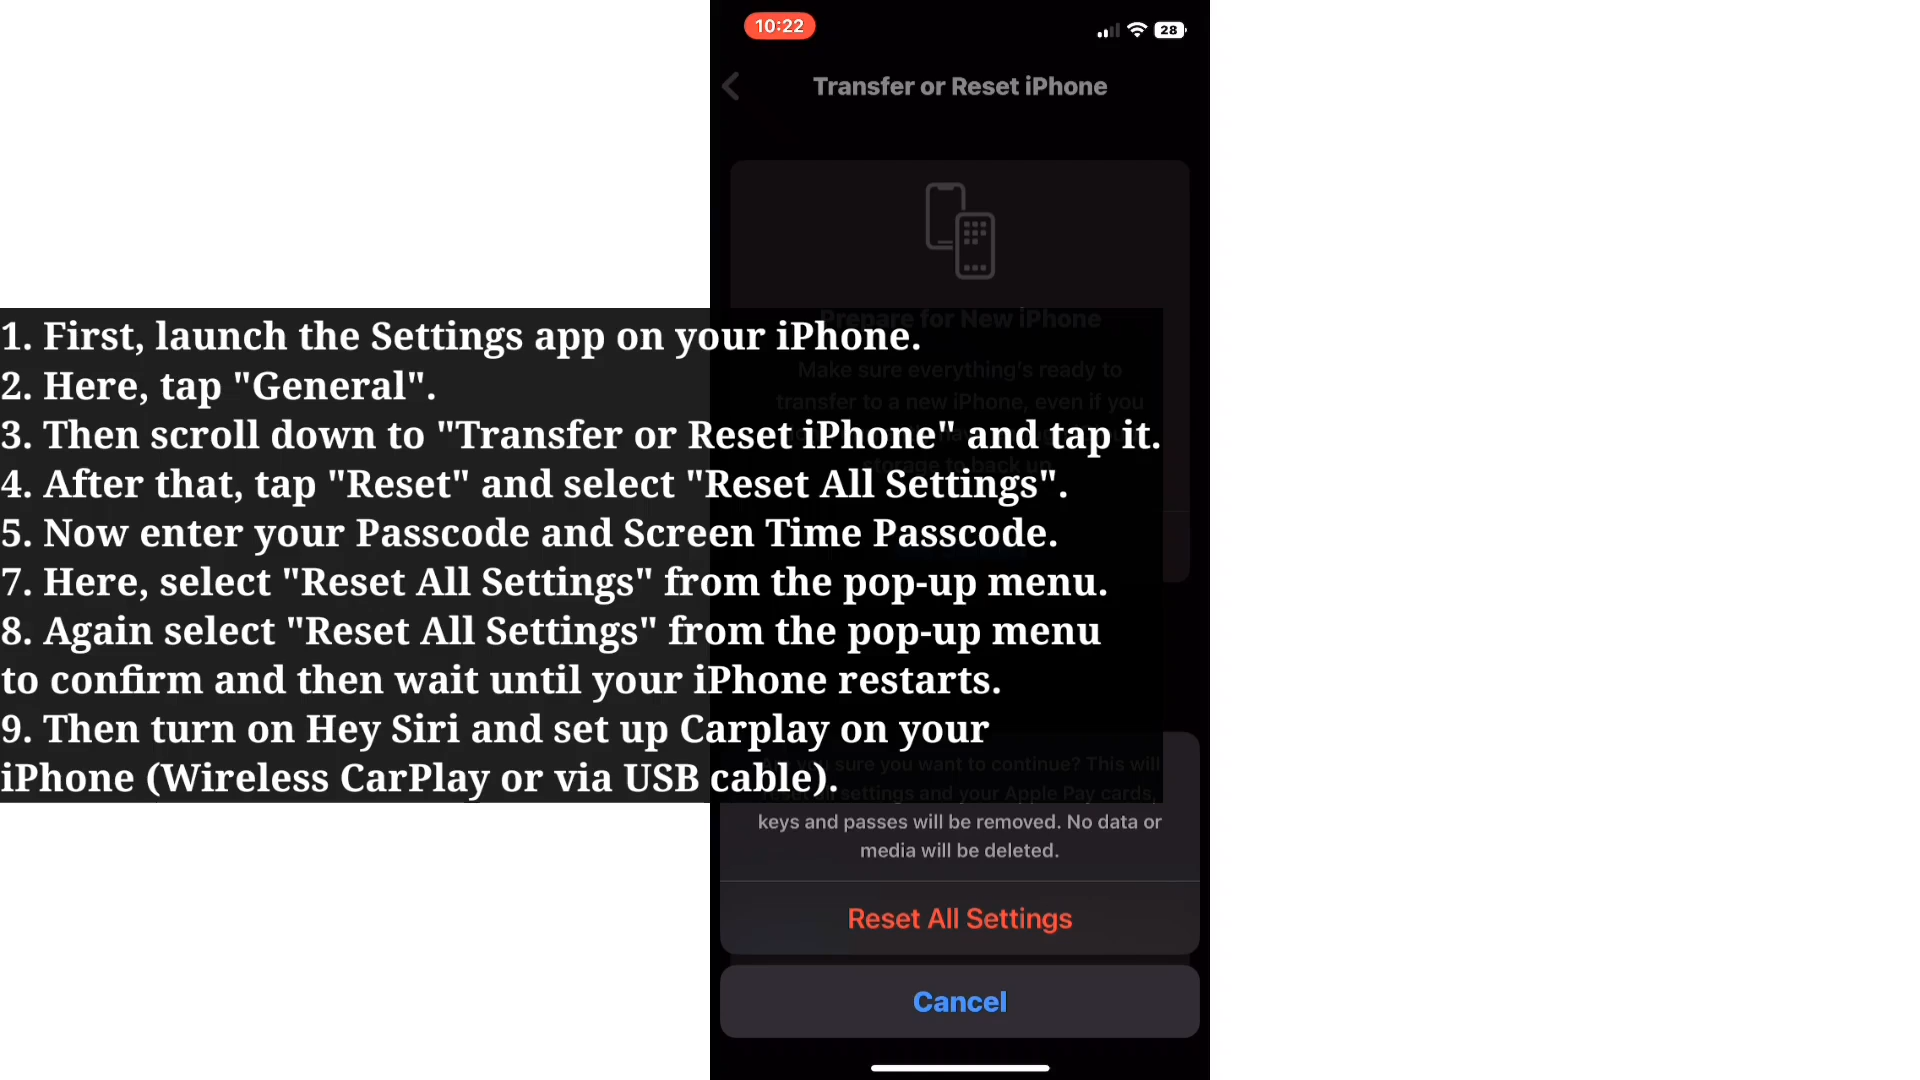 10:22
28
Transfer or Reset iPhone
Prepare for New iPhone
Make sure everything's ready to
transfer to a new iPhone, even if you
storage to back up.
1. First, launch the Settings app on your iPhone.
2. Here, tap "General".
3. Then scroll down to "Transfer or Reset iPhone" and tap it.
4. After that, tap "Reset" and select "Reset All Settings".
5. Now enter your Passcode and Screen Time Passcode.
7. Here, select "Reset All Settings" from the pop-up menu.
8. Again select "Reset All Settings" from the pop-up menu
to confirm and then wait until your iPhone restarts.
9. Then turn on Hey Siri and set up Carplay on your
iPhone (Wireless CarPlay or via USB cable).
sure you want to continue? This will
settings and your Apple Pay cards,
keys and passes will be removed. No data or
media will be deleted.
Reset All Settings
Cancel